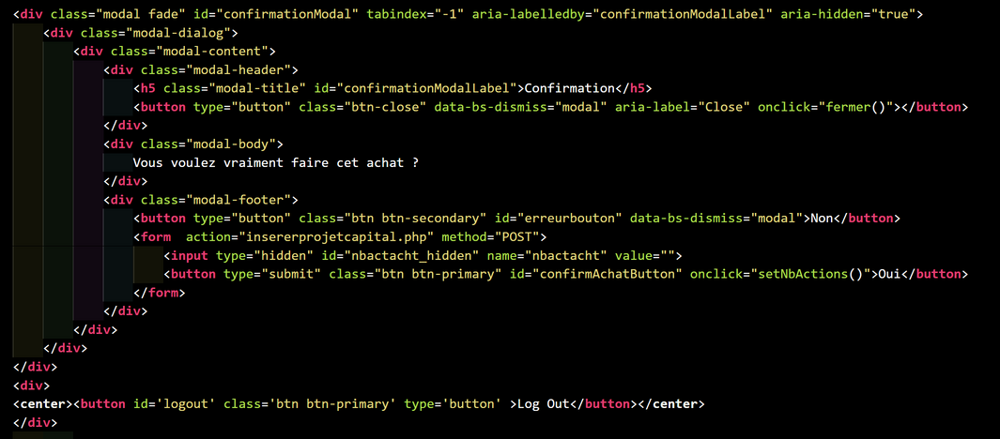 <div class="modal fade" id="confirmationModal" tabindex="-1" aria-labelledby="confirmationModalLabel" aria-hidden="true">
<div class="modal-dialog">
<div class="modal-content">
<div class="modal-header">
<h5 class="modal-title" id="confirmationModalLabel">Confirmation</h5>
<button type="button" class="btn-close" data-bs-dismiss="modal" aria-label="Close" onclick="fermer()"></button>
</div>
<div class="modal-body">
Vous voulez vraiment faire cet achat ?
</div>
<div class="modal-footer">
<button type="button" class="btn btn-secondary" id="erreurbouton" data-bs-dismiss="modal">Non</button>
<form  action="insererprojetcapital.php" method="POST">
<input type="hidden" id="nbactacht_hidden" name="nbactacht" value="">
<button type="submit" class="btn btn-primary" id="confirmAchatButton" onclick="setNbActions()">Oui</button>
</form>
</div>
</div>
</div>
</div>
<div>
<center><button id='logout' class='btn btn-primary' type='button' >Log Out</button></center>
</div>